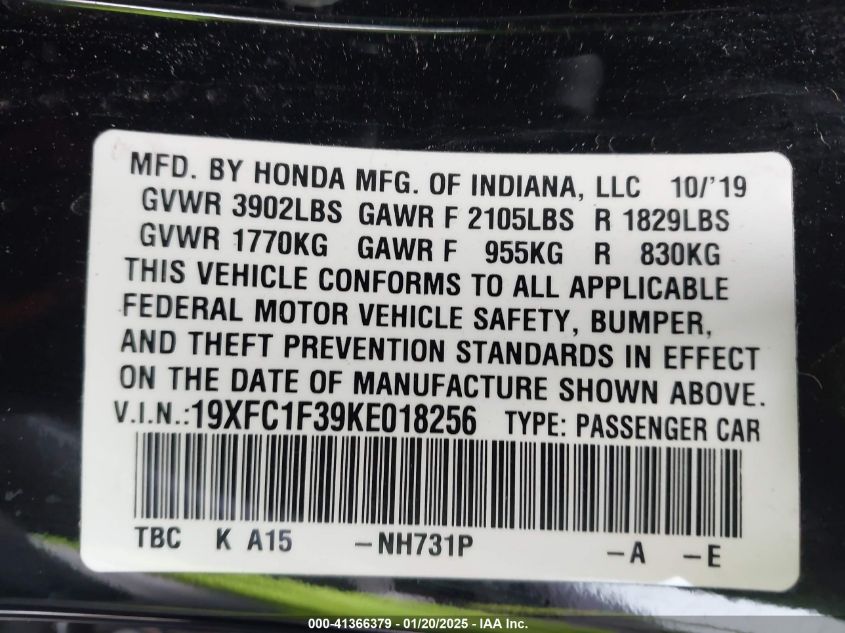 MFD. BY HONDA MFG. OF INDIANA, LLC 10/'19
GVWR 3902LBS GAWR F 2105LBS R 1829LBS
GVWR 1770KG GAWR F 955KG R 830KG
THIS VEHICLE CONFORMS TO ALL APPLICABLE
FEDERAL MOTOR VEHICLE SAFETY, BUMPER,
AND THEFT PREVENTION STANDARDS IN EFFECT
ON THE DATE OF MANUFACTURE SHOWN ABOVE.
V.I.N.:19XFC1F39KE018256 TYPE: PASSENGER CAR
TBC K A15 –NH731P –A –E
000-41366379 — 01/20/2025 — IAA Inc.